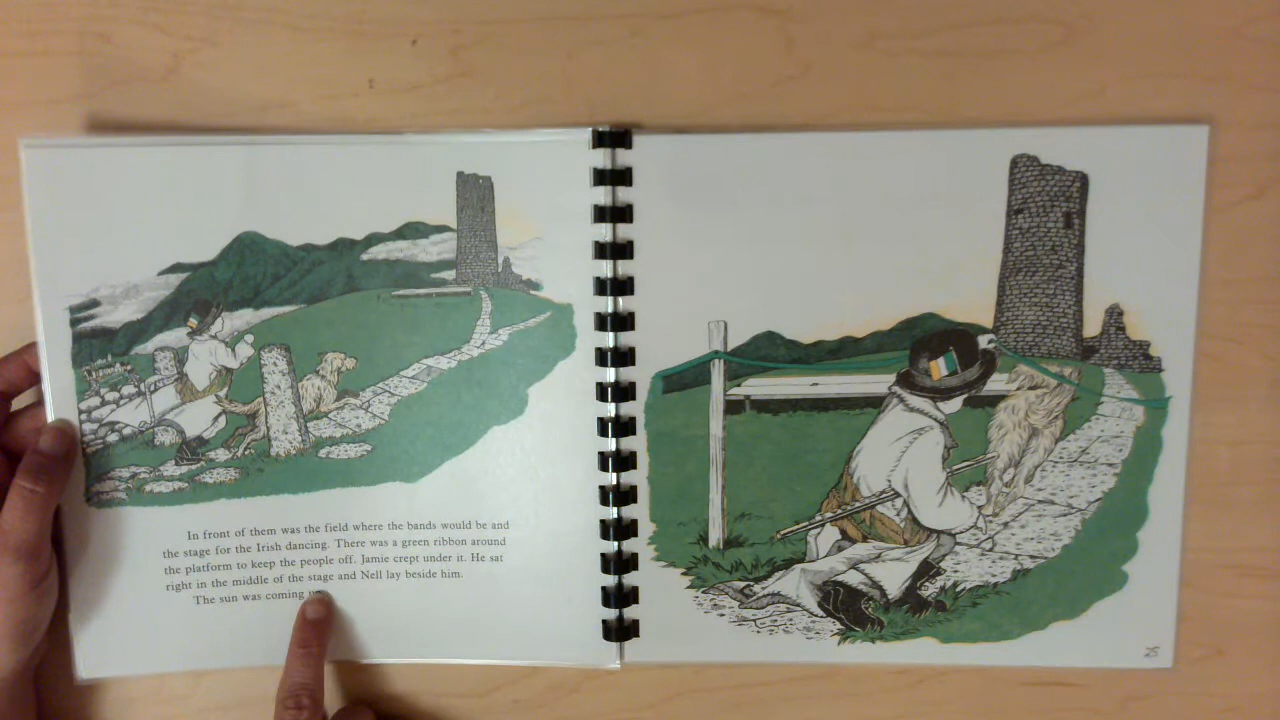 In front of them was the field where the bands would be and
the stage for the Irish dancing. There was a green ribbon around
the platform to keep the people off. Jamie crept under it. He sat
right in the middle of the stage and Nell lay beside him.
The sun was coming
25